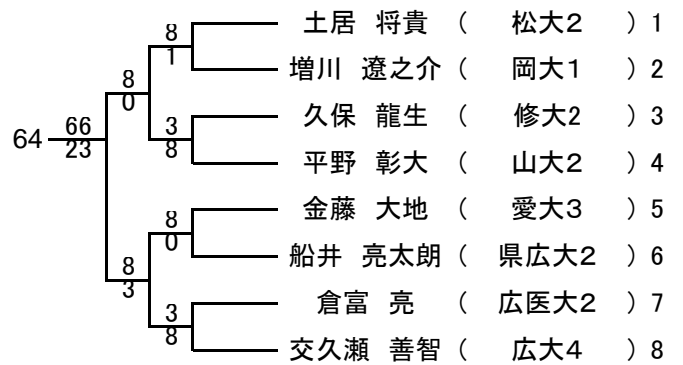 8
土居 将貴 ( 松大2 ) 1
1
増川 遼之介 ( 岡大1 ) 2
8
0
久保 龍生 ( 修大2 ) 3
3
8
平野 彰大 ( 山大2 ) 4
64
66
23
金藤 大地 ( 愛大3 ) 5
8
0
船井 亮太朗 ( 県広大2 ) 6
8
3
倉富 亮 ( 広医大2 ) 7
3
8
交久瀬 善智 ( 広大4 ) 8